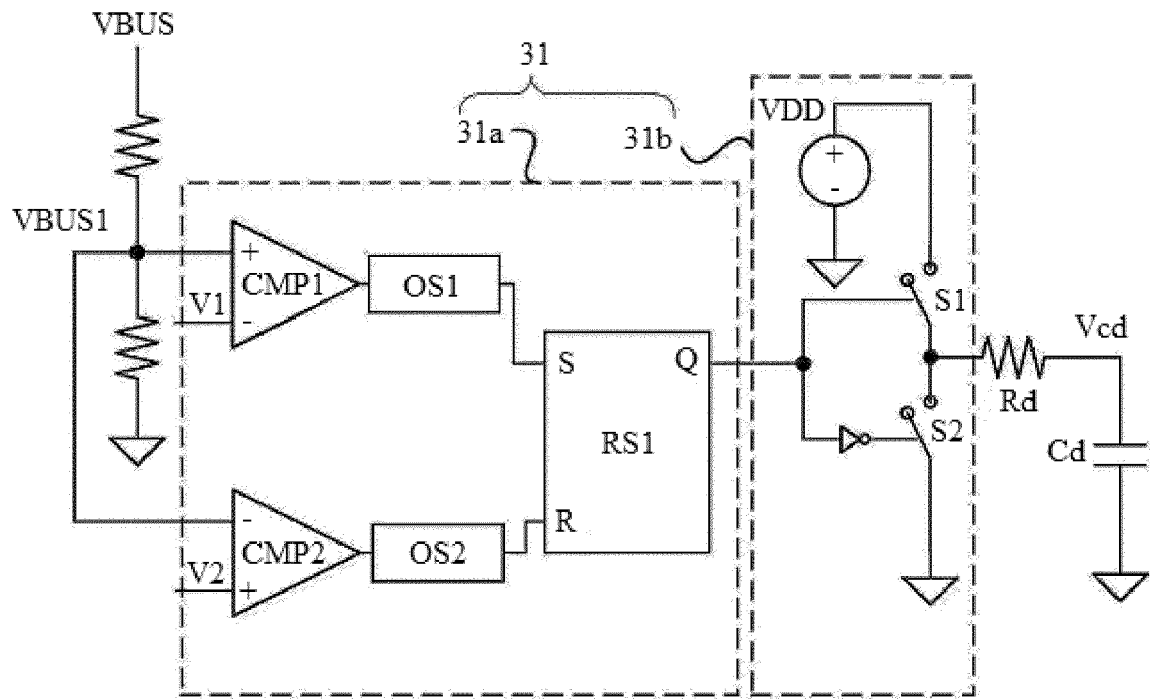 VBUS
31
31a
31b
VDD
+
-
VBUS1
+
CMP1
OS1
V1
-
S1
S
Q
Vcd
Rd
RS1
S2
Cd
-
CMP2
OS2
R
V2
+